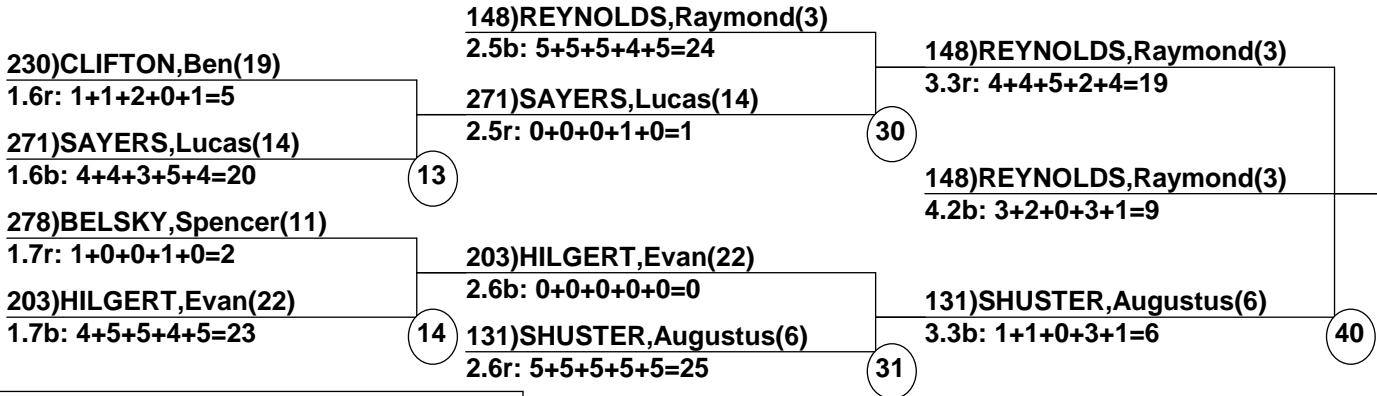 230)CLIFTON,Ben(19)
1.6r: 1+1+2+0+1=5
271)SAYERS,Lucas(14)
1.6b: 4+4+3+5+4=20
13
278)BELSKY,Spencer(11)
1.7r: 1+0+0+1+0=2
203)HILGERT,Evan(22)
1.7b: 4+5+5+4+5=23
14
148)REYNOLDS,Raymond(3)
2.5b: 5+5+5+4+5=24
271)SAYERS,Lucas(14)
2.5r: 0+0+0+1+0=1
30
203)HILGERT,Evan(22)
2.6b: 0+0+0+0+0=0
131)SHUSTER,Augustus(6)
2.6r: 5+5+5+5+5=25
31
148)REYNOLDS,Raymond(3)
3.3r: 4+4+5+2+4=19
148)REYNOLDS,Raymond(3)
4.2b: 3+2+0+3+1=9
131)SHUSTER,Augustus(6)
3.3b: 1+1+0+3+1=6
40